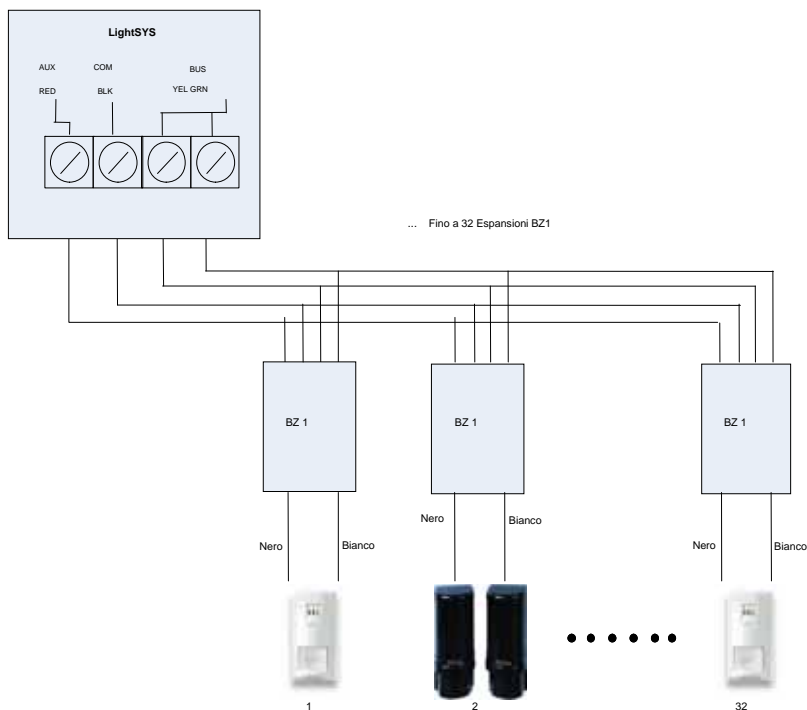 LightSYS
AUX COM BUS
RED BLK YEL GRN
... Fino a 32 Espansioni BZ1
BZ 1 BZ 1 BZ 1
Nero Bianco Nero Bianco Nero Bianco
1 2 32